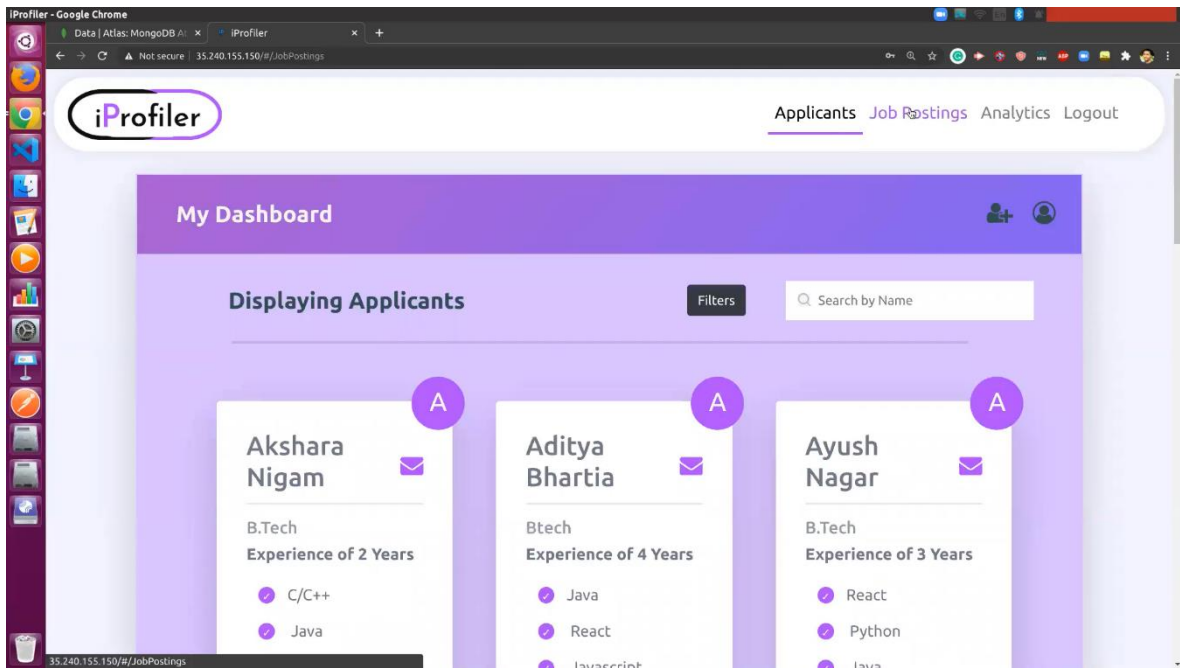 iProfiler - Google Chrome
Data | Atlas: MongoDB At
iProfiler
Not secure 35.240.155.150/#/JobPostings
iProfiler
Applicants Job Postings Analytics Logout
My Dashboard
Displaying Applicants
Filters
Search by Name
A
A
A
Akshara
Nigam
Aditya
Bhartia
Ayush
Nagar
B.Tech
Experience of 2 Years
Btech
Experience of 4 Years
B.Tech
Experience of 3 Years
C/C++
Java
Java
React
Javascript
React
Python
Java
35.240.155.150/#/JobPostings